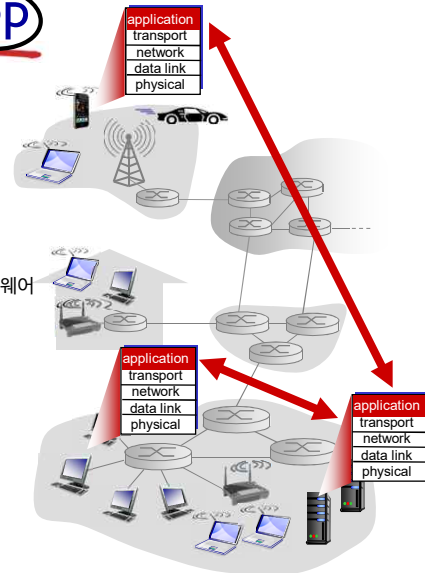 pp
application
transport
network
data link
physical
웨어
application
transport
network
data link
physical
application
transport
network
data link
physical